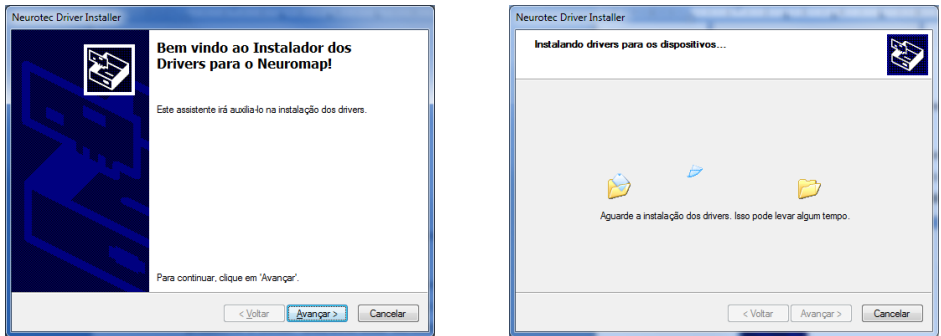 Neurotec Driver Installer
Bem vindo ao Instalador dos
Drivers para o Neuromap!
Este assistente irá auxilia-lo na instalação dos drivers.
Para continuar, clique em 'Avançar'.
< Voltar
Avançar >
Cancelar
Neurotec Driver Installer
Instalando drivers para os dispositivos...
Aguarde a instalação dos drivers. Isso pode levar algum tempo.
< Voltar
Avançar >
Cancelar